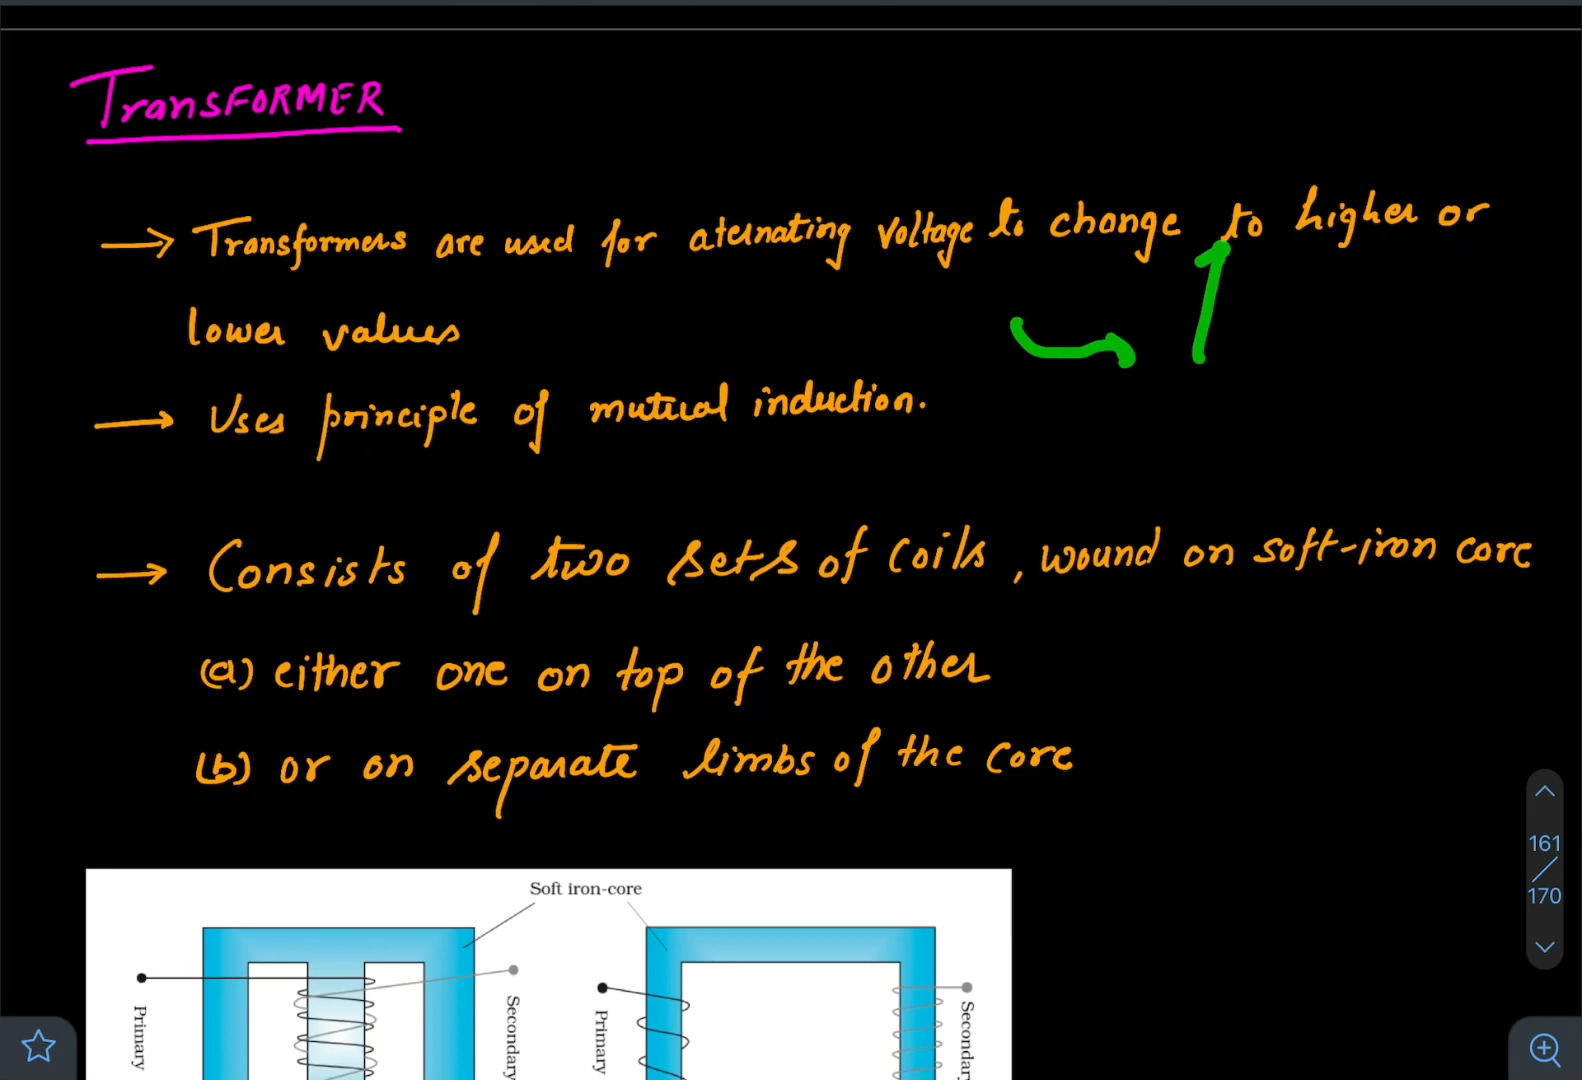 TransFORMER
→ Transformers are used for aternating voltage to change to higher or
lower values
→ Uses principle of mutual induction.
→ Consists of two sets of coils, wound on soft-iron core
(a) either one on top of the other
(b) or on separate limbs of the core
Soft iron-core
Primary
Secondary
Primary
Secondary
161
/
170